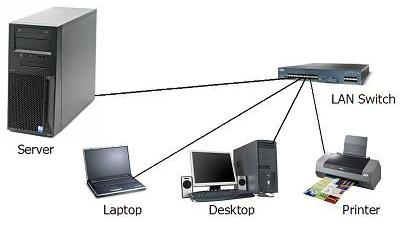 LAN Switch
Server
Laptop
Desktop
Printer